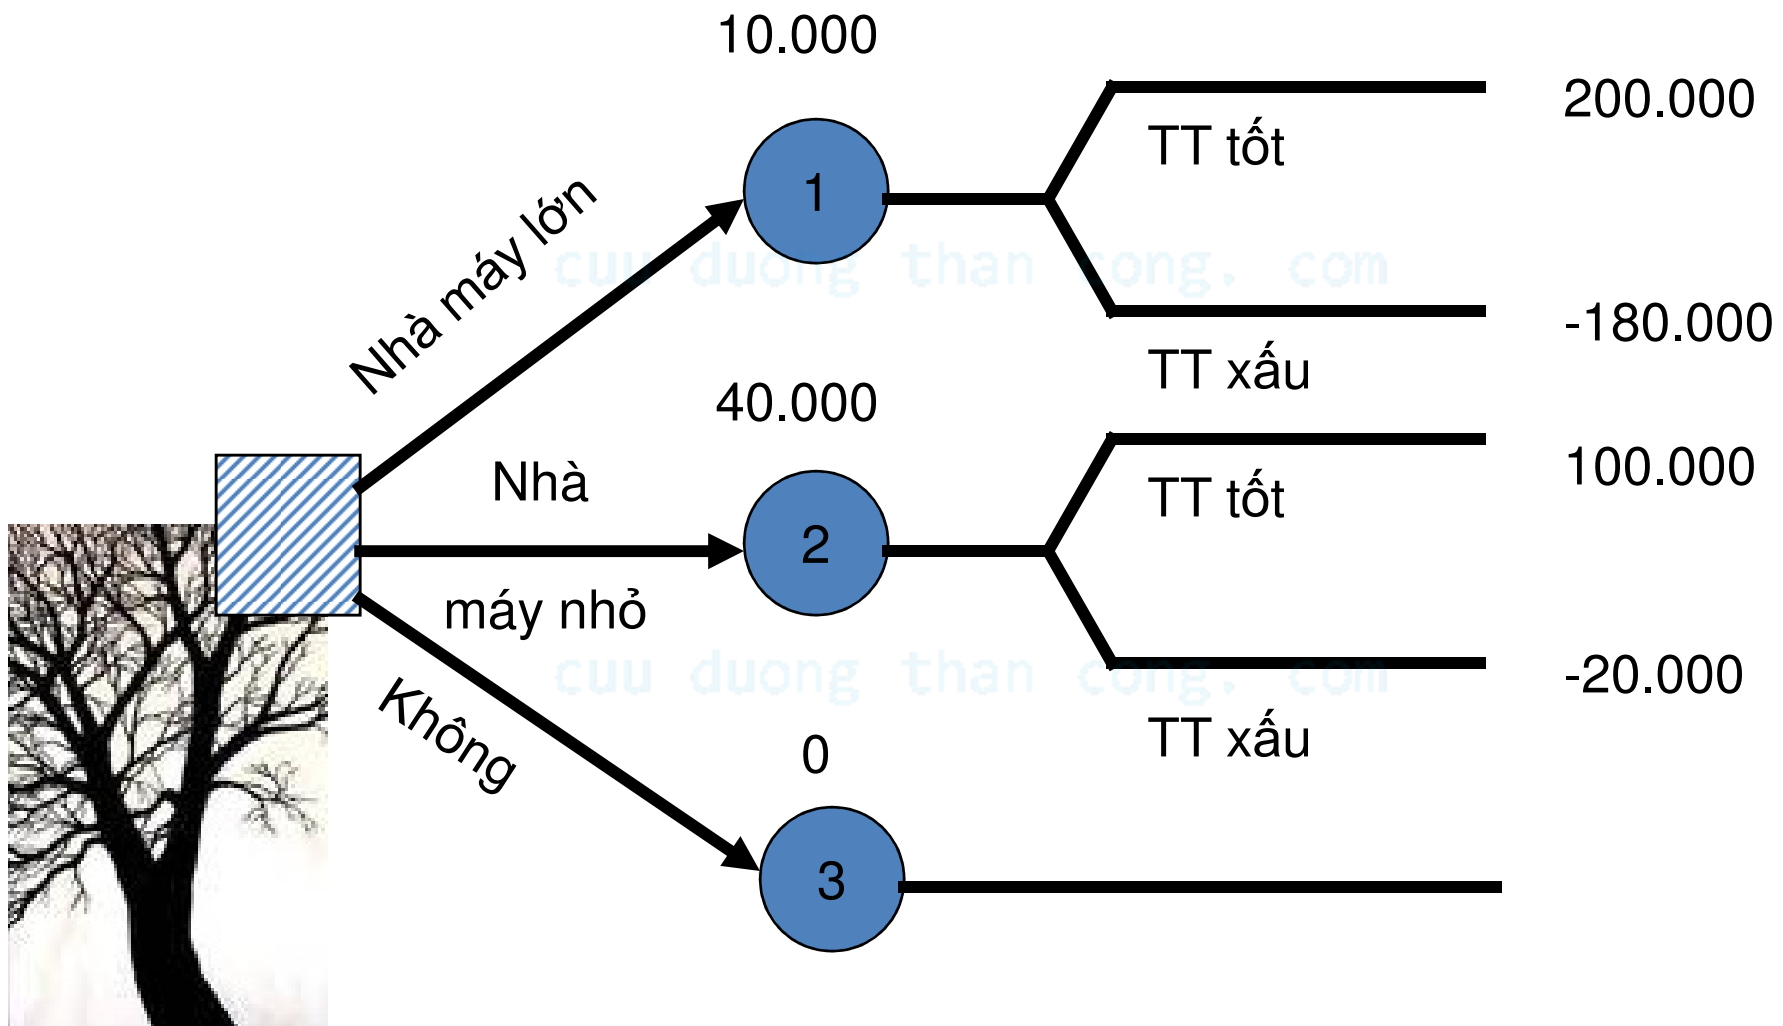 10.000
200.000
TT tốt
1
Nhà máy lớn
cuu duong than cong. com
-180.000
TT xấu
40.000
100.000
Nhà
TT tốt
2
máy nhỏ
cuu duong than cong. com
-20.000
Không
TT xấu
0
3